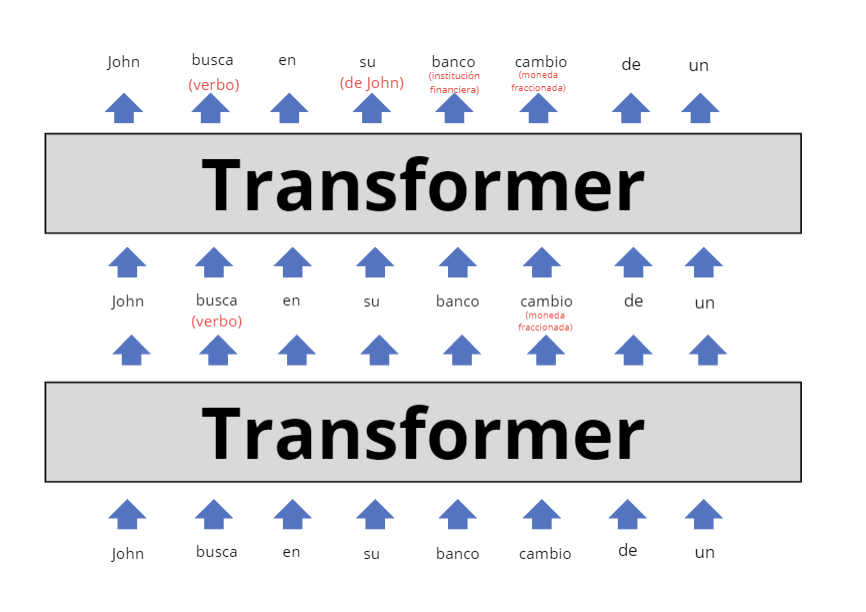 John busca en su banco cambio de un
(verbo) (de John) (institución financiera) (moneda fraccionada)
Transformer
John busca en su banco cambio de un
(verbo) (moneda fraccionada)
Transformer
John busca en su banco cambio de un